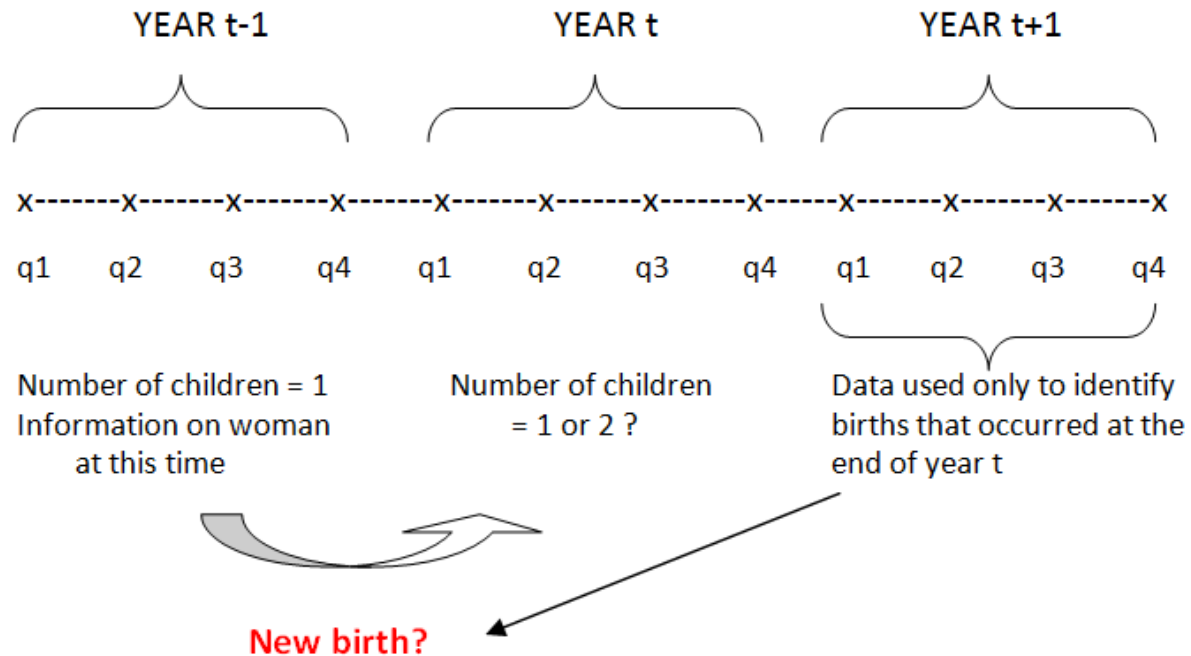 YEAR t-1 YEAR t YEAR t+1
x-------x-------x-------x-------x-------x-------x-------x------x-------x-------x-------x
q1 q2 q3 q4 q1 q2 q3 q4 q1 q2 q3 q4
Number of children = 1
Information on woman
at this time
Number of children
= 1 or 2 ?
Data used only to identify
births that occurred at the
end of year t
New birth?